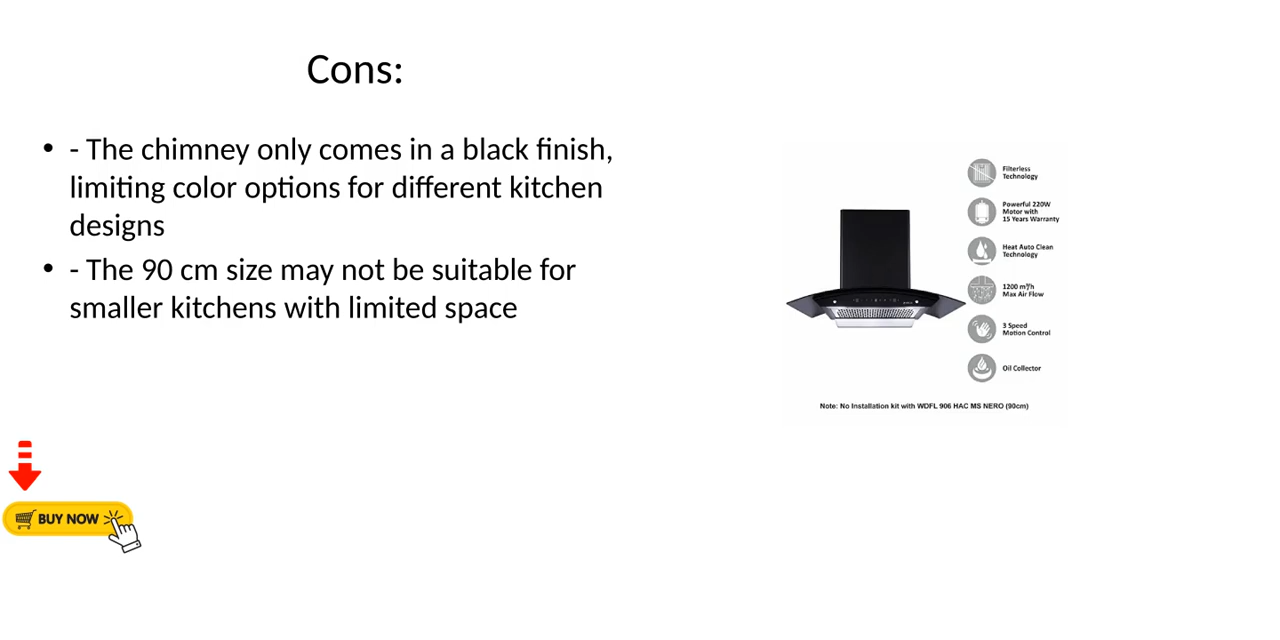 Cons:
• - The chimney only comes in a black finish,
limiting color options for different kitchen
designs
• - The 90 cm size may not be suitable for
smaller kitchens with limited space
Filterless
Technology
Powerful 220W
Motor with
15 Years Warranty
Heat Auto Clean
Technology
1200 m³/h
Max Air Flow
3 Speed
Motion Control
Oil Collector
Note: No Installation kit with WDFL 906 HAC MS NERO (90cm)
BUY NOW